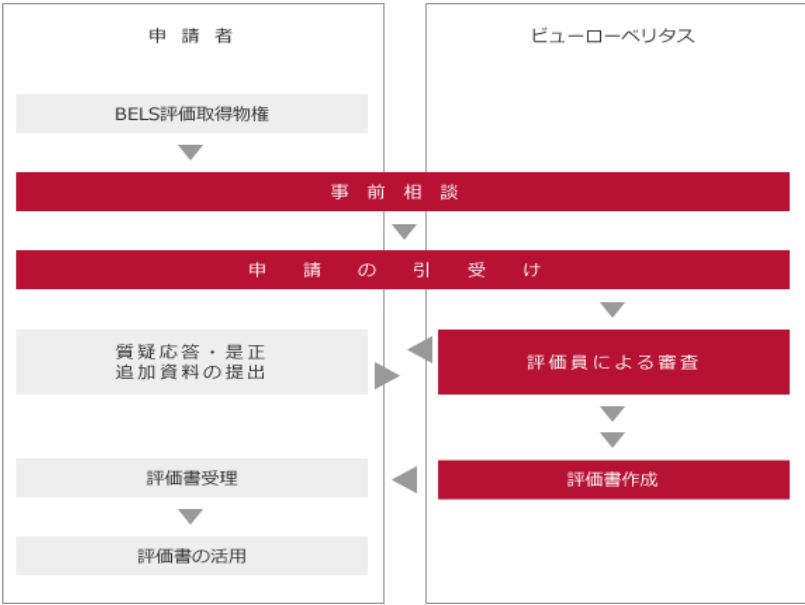 申請者
ビューローベリタス
BELS評価取得物権
事前相談
申請の引受け
質疑応答・是正
追加資料の提出
評価員による審査
評価書受理
評価書作成
評価書の活用